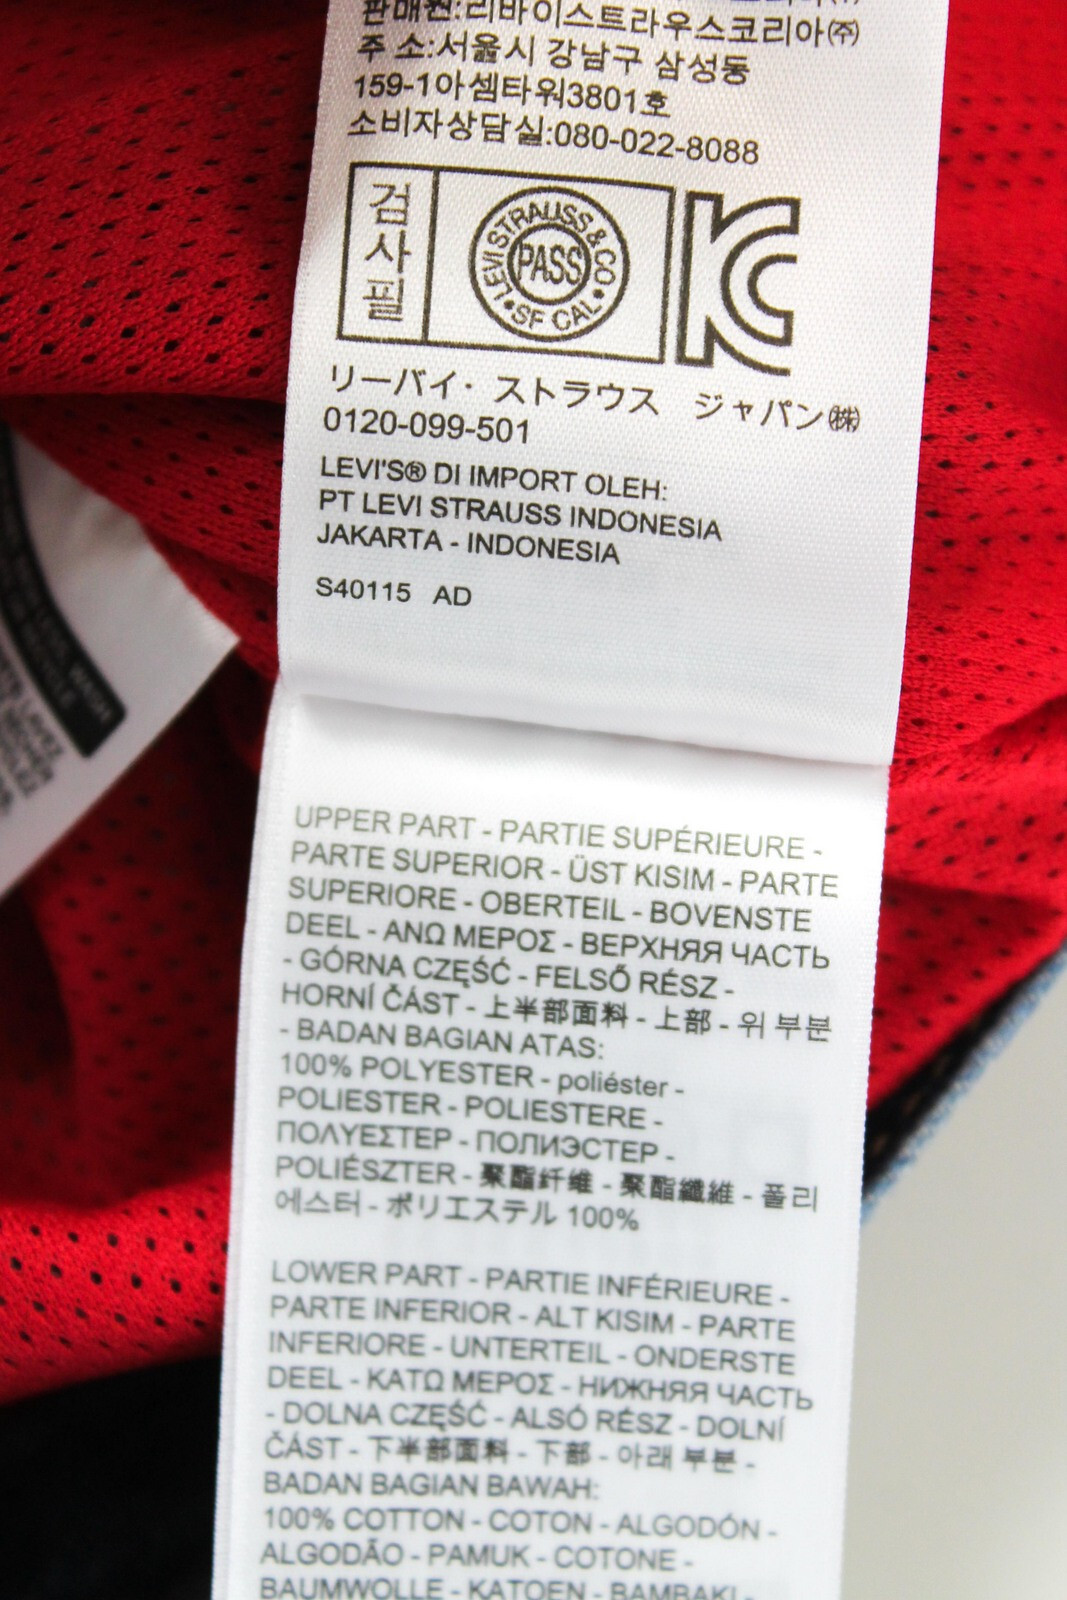 판매원:리바이스트라우스코리아㈜
주 소:서울시 강남구 삼성동
159-1아셈타워3801호
소비자상담실:080-022-8088
검
사
필
LEVI STRAUSS & CO
PASS
SF CAL
KC
リーバイ・ストラウス ジャパン㈱
0120-099-501
LEVI'S® DI IMPORT OLEH:
PT LEVI STRAUSS INDONESIA
JAKARTA - INDONESIA
S40115 AD
UPPER PART - PARTIE SUPÉRIEURE -
PARTE SUPERIOR - ÜST KISIM - PARTE
SUPERIORE - OBERTEIL - BOVENSTE
DEEL - ΑΝΩ ΜΕΡΟΣ - ВЕРХНЯЯ ЧАСТЬ
- GÓRNA CZĘŚĆ - FELSŐ RÉSZ -
HORNÍ ČÁST - 上半部面料 - 上部 - 위 부분
- BADAN BAGIAN ATAS:
100% POLYESTER - poliéster -
POLIESTER - POLIESTERE -
ΠΟΛΥΕΣΤΕΡ - ПОЛИЭСТЕР -
POLIÉSZTER - 聚酯纤维 - 聚酯纖維 - 폴리
에스터 - ポリエステル 100%
LOWER PART - PARTIE INFÉRIEURE -
PARTE INFERIOR - ALT KISIM - PARTE
INFERIORE - UNTERTEIL - ONDERSTE
DEEL - ΚΑΤΩ ΜΕΡΟΣ - НИЖНЯЯ ЧАСТЬ
- DOLNA CZĘŚĆ - ALSÓ RÉSZ - DOLNÍ
ČÁST - 下半部面料 - 下部 - 아래 부분 -
BADAN BAGIAN BAWAH:
100% COTTON - COTON - ALGODÓN -
ALGODÃO - PAMUK - COTONE -
BAUMWOLLE - KATOEN - BAMBAKI -